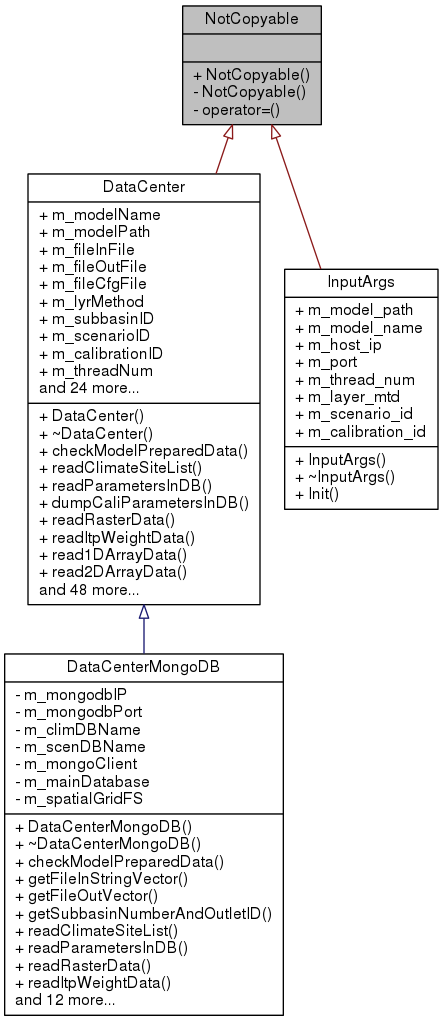 NotCopyable
+ NotCopyable()
- NotCopyable()
- operator=()
DataCenter
+ m_modelName
+ m_modelPath
+ m_fileInFile
+ m_fileOutFile
+ m_fileCfgFile
+ m_lyrMethod
+ m_subbasinID
+ m_scenarioID
+ m_calibrationID
+ m_threadNum
and 24 more...
+ DataCenter()
+ ~DataCenter()
+ checkModelPreparedData()
+ readClimateSiteList()
+ readParametersInDB()
+ dumpCaliParametersInDB()
+ readRasterData()
+ readItpWeightData()
+ read1DArrayData()
+ read2DArrayData()
and 48 more...
InputArgs
+ m_model_path
+ m_model_name
+ m_host_ip
+ m_port
+ m_thread_num
+ m_layer_mtd
+ m_scenario_id
+ m_calibration_id
+ InputArgs()
+ ~InputArgs()
+ Init()
DataCenterMongoDB
- m_mongodbIP
- m_mongodbPort
- m_climDBName
- m_scenDBName
- m_mongoClient
- m_mainDatabase
- m_spatialGridFS
+ DataCenterMongoDB()
+ ~DataCenterMongoDB()
+ checkModelPreparedData()
+ getFileInStringVector()
+ getFileOutVector()
+ getSubbasinNumberAndOutletID()
+ readClimateSiteList()
+ readParametersInDB()
+ readRasterData()
+ readItpWeightData()
and 12 more...